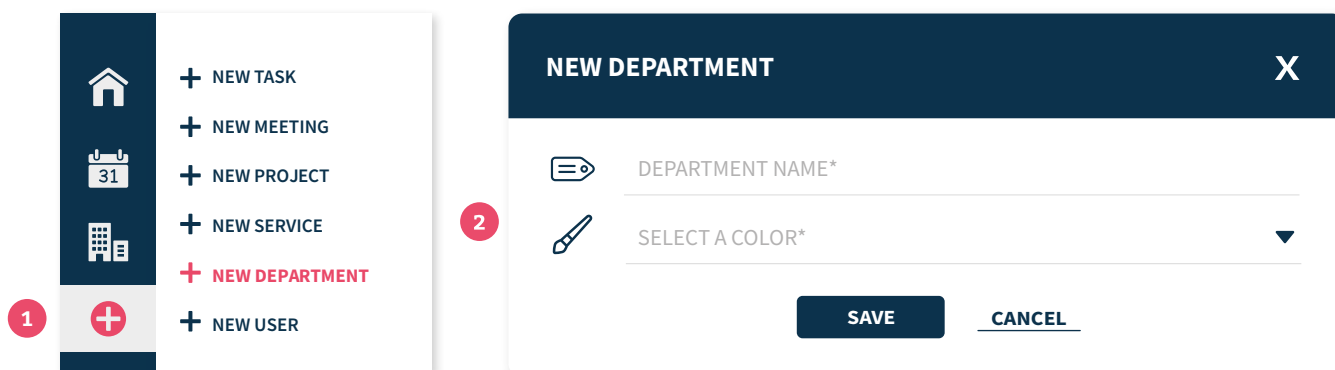 31
1
NEW TASK
NEW MEETING
NEW PROJECT
NEW SERVICE
NEW DEPARTMENT
NEW USER
2
NEW DEPARTMENT X
DEPARTMENT NAME*
SELECT A COLOR*
SAVE CANCEL